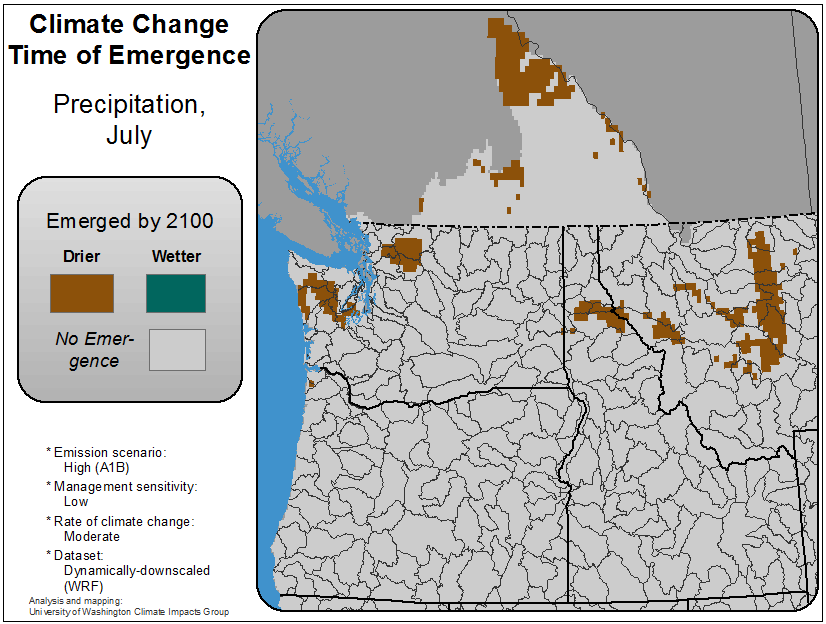 Climate Change
Time of Emergence
Precipitation,
July
Emerged by 2100
Drier Wetter
No Emer-
gence
* Emission scenario:
High (A1B)
* Management sensitivity:
Low
* Rate of climate change:
Moderate
* Dataset:
Dynamically-downscaled
(WRF)
Analysis and mapping:
University of Washington Climate Impacts Group